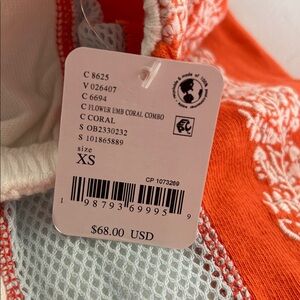 C 8625
V 026407
C 6694
C FLOWER EMB CORAL COMBO
C CORAL
S OB2330232
S 101865889
size
XS
CP 1073269
1 98793 69995 9
$68.00 USD